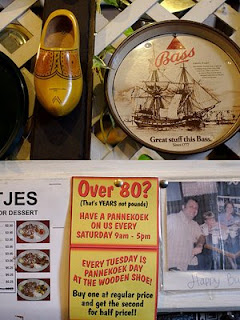 Bass
Great stuff this Bass.
TJES
FOR DESSERT
Over 80?
(That's YEARS not pounds)
HAVE A PANNEKOEK
ON US EVERY
SATURDAY 9am - 5pm
EVERY TUESDAY IS
PANNEKOEK DAY
AT THE WOODEN SHOE!
Buy one at regular price
and get the second
for half price!!
Happy